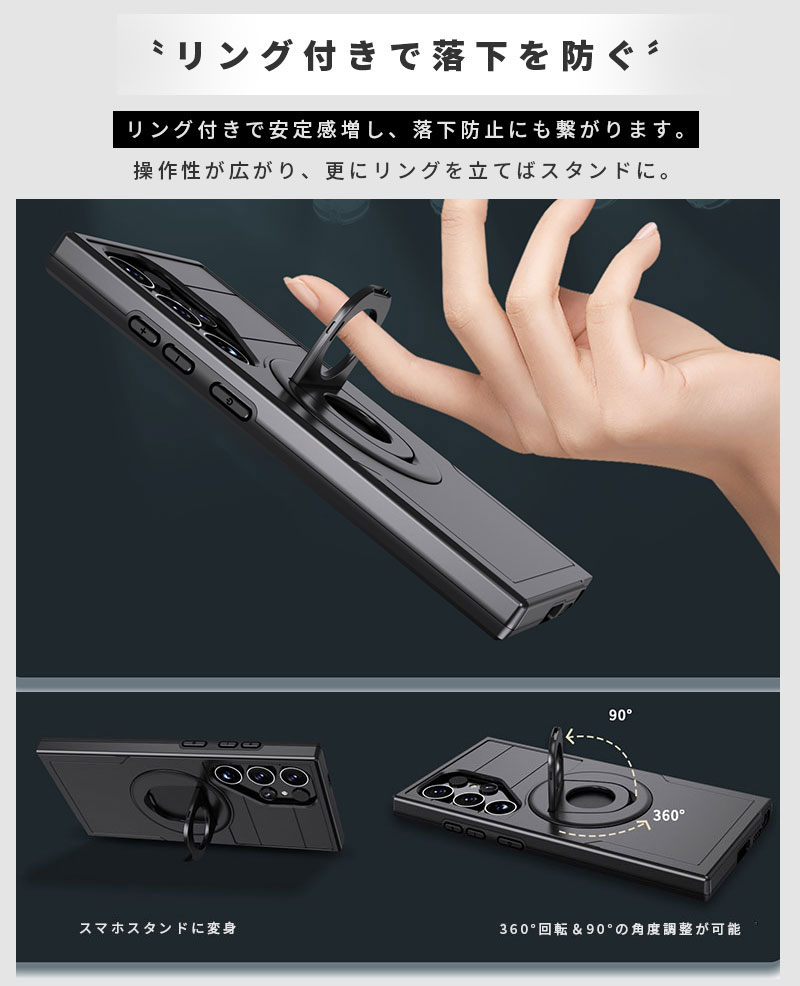 リング付きで落下を防ぐ
リング付きで安定感増し、落下防止にも繋がります。
操作性が広がり、更にリングを立てばスタンドに。
90°
360°
スマホスタンドに変身
360°回転＆90°の角度調整が可能